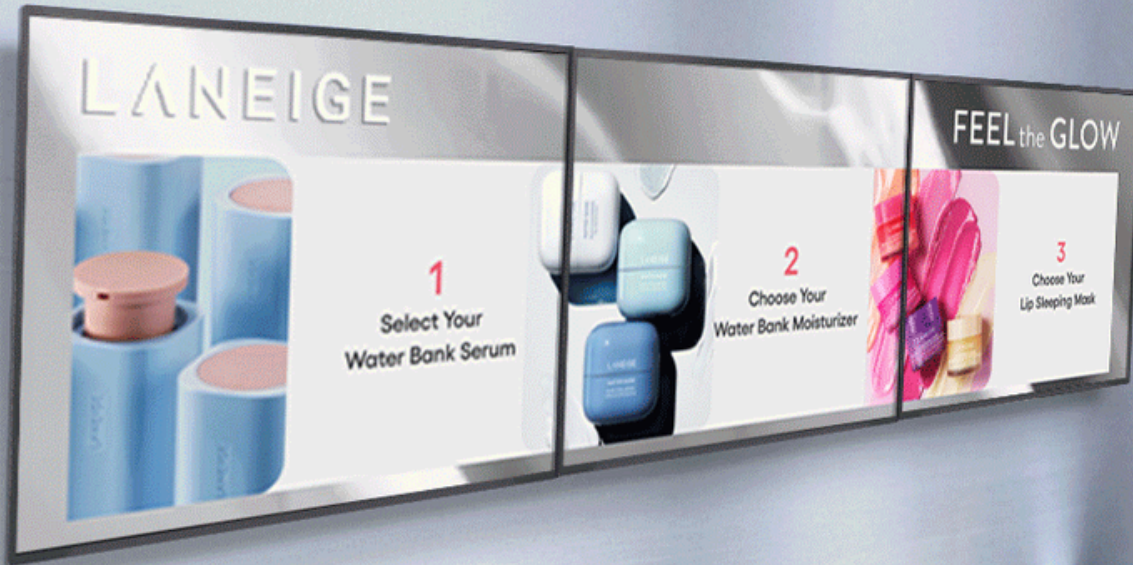 LANEIGE
FEEL the GLOW
1
Select Your
Water Bank Serum
2
Choose Your
Water Bank Moisturizer
3
Choose Your
Lip Sleeping Mask